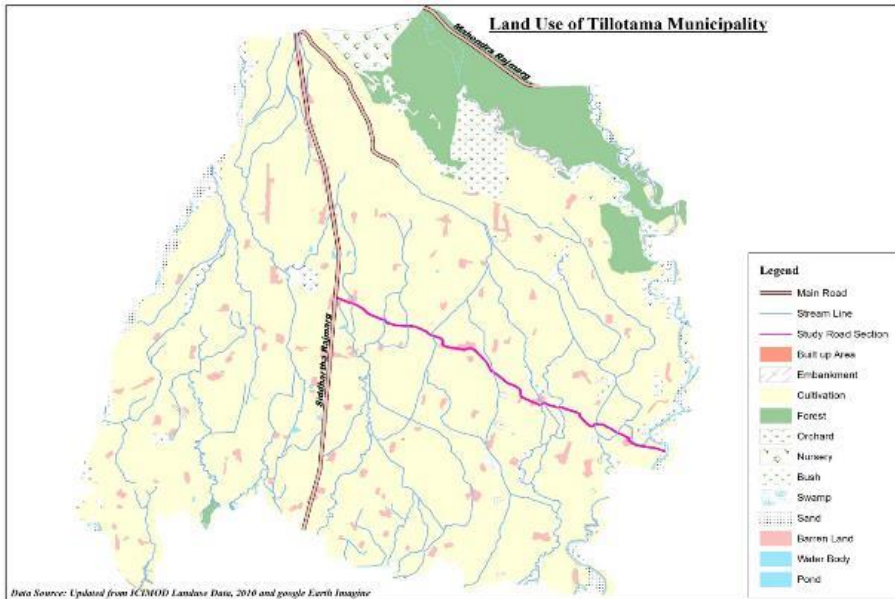 Land Use of Tillotama Municipality
Mahendra Rajmarg
Siddhartha Rajmarg
Legend
Main Road
Stream Line
Study Road Section
Built up Area
Embankment
Cultivation
Forest
Orchard
Nursery
Bush
Swamp
Sand
Barren Land
Water Body
Pond
Data Source: Updated from ICIMOD Landuse Data, 2010 and google Earth Imagine